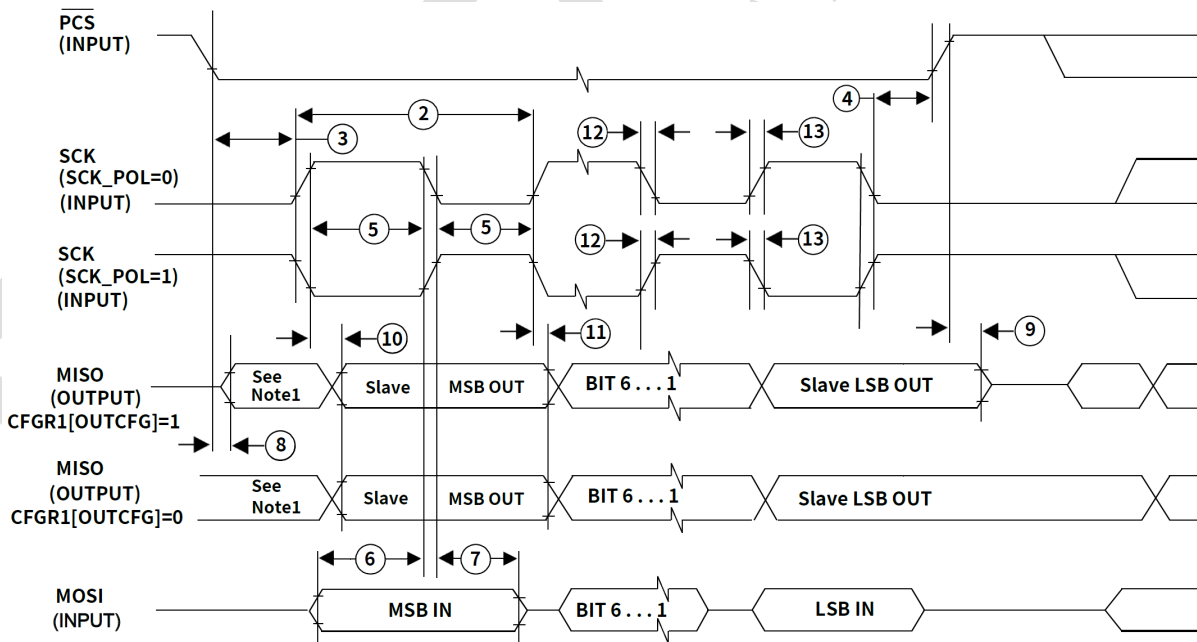 PCS
(INPUT)
4
2
3
12
13
SCK
(SCK_POL=0)
(INPUT)
5
5
SCK
(SCK_POL=1)
(INPUT)
12
13
10
11
9
MISO
(OUTPUT)
CFGR1[OUTCFG]=1
See
Note1
Slave
MSB OUT
BIT 6 . . . 1
Slave LSB OUT
8
MISO
(OUTPUT)
CFGR1[OUTCFG]=0
See
Note1
Slave
MSB OUT
BIT 6 . . . 1
Slave LSB OUT
6
7
MOSI
(INPUT)
MSB IN
BIT 6 . . . 1
LSB IN